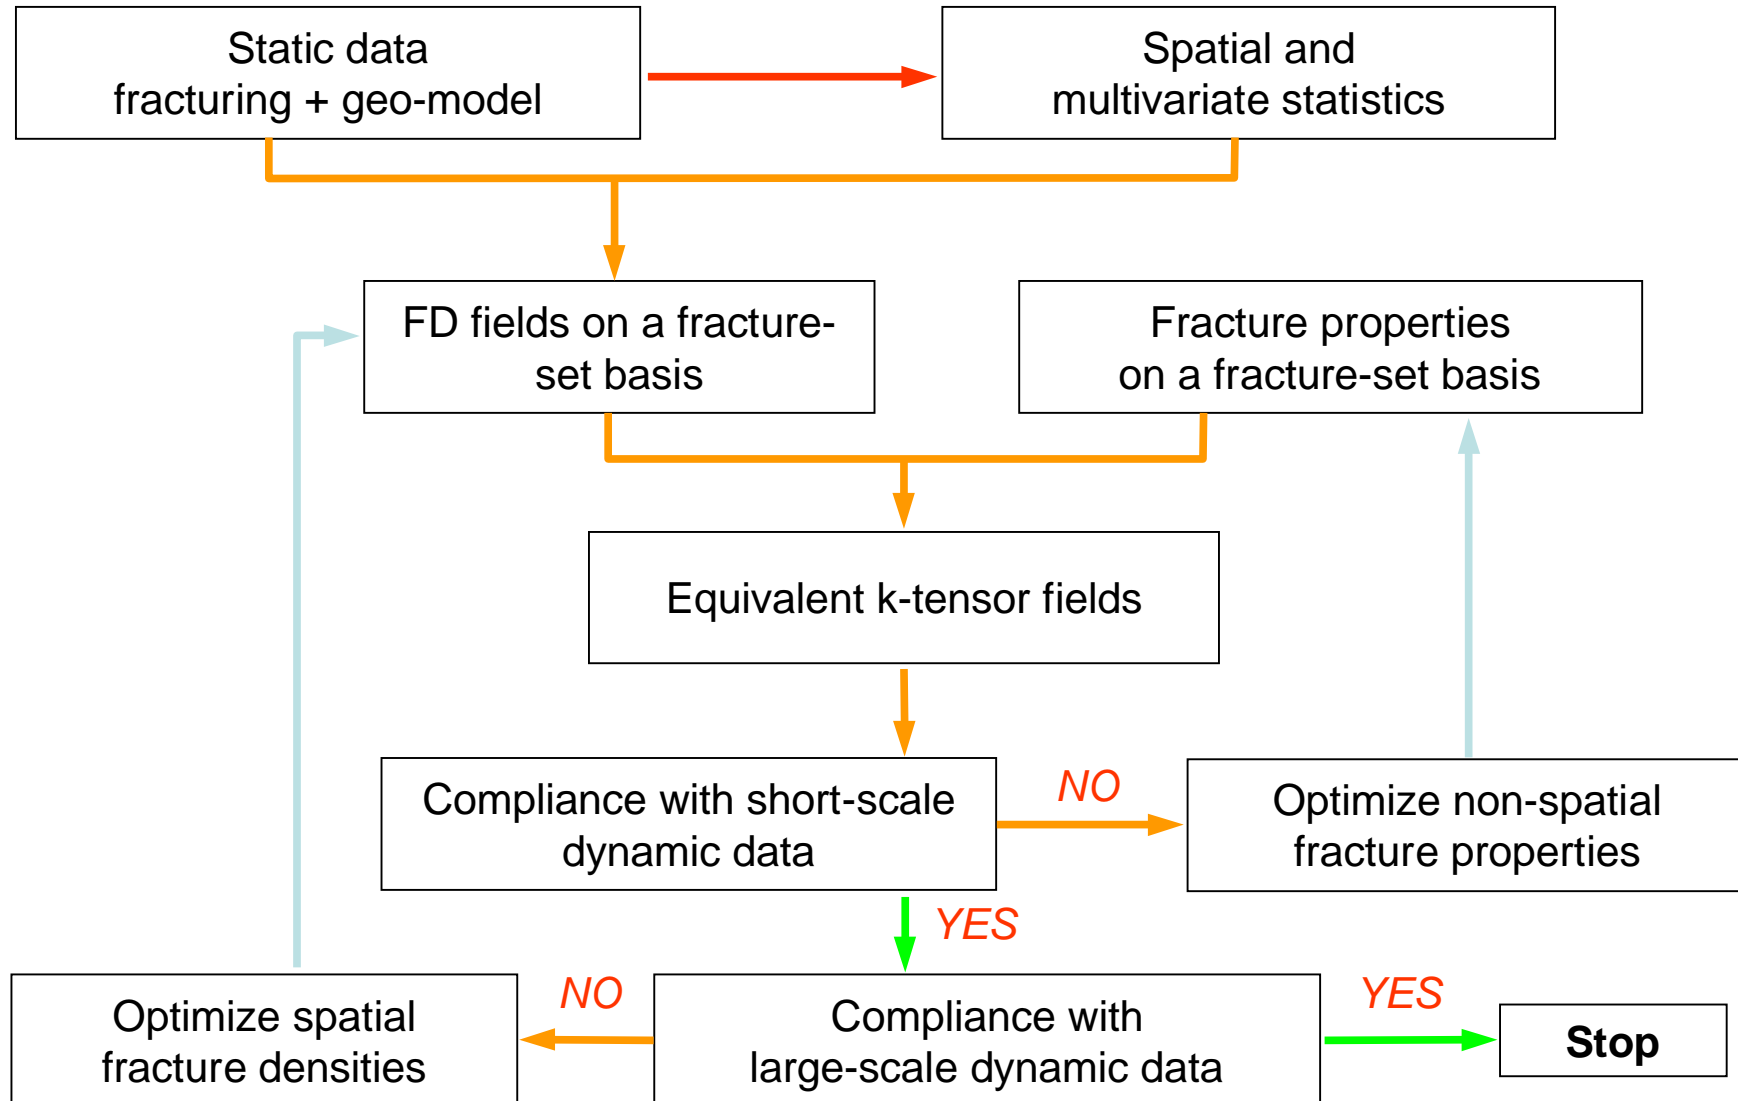 Static data
fracturing + geo-model
Spatial and
multivariate statistics
FD fields on a fracture-
set basis
Fracture properties
on a fracture-set basis
Equivalent k-tensor fields
Compliance with short-scale
dynamic data
NO
Optimize non-spatial
fracture properties
YES
Optimize spatial
fracture densities
NO
Compliance with
large-scale dynamic data
YES
Stop